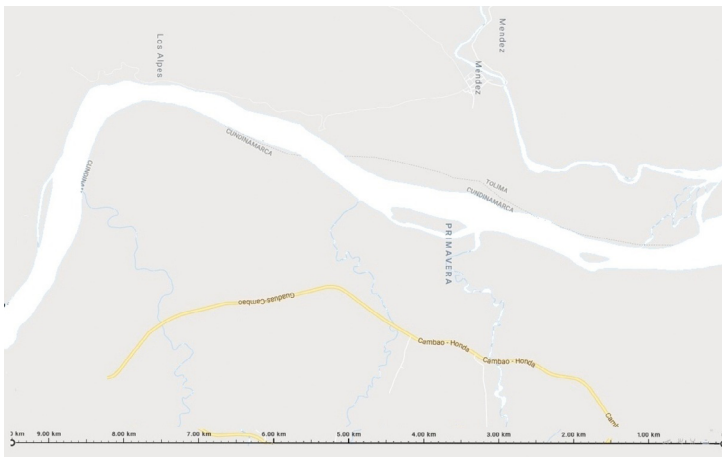 Los Alpes
Mendez
Mendez
CUNDINAMARCA
TOLIMA
CUNDINAMARCA
PRIMAVERA
Guaduas-Cambao
Cambao - Honda
Cambao - Honda
0 km
9.00 km
8.00 km
7.00 km
6.00 km
5.00 km
4.00 km
3.00 km
2.00 km
1.00 km